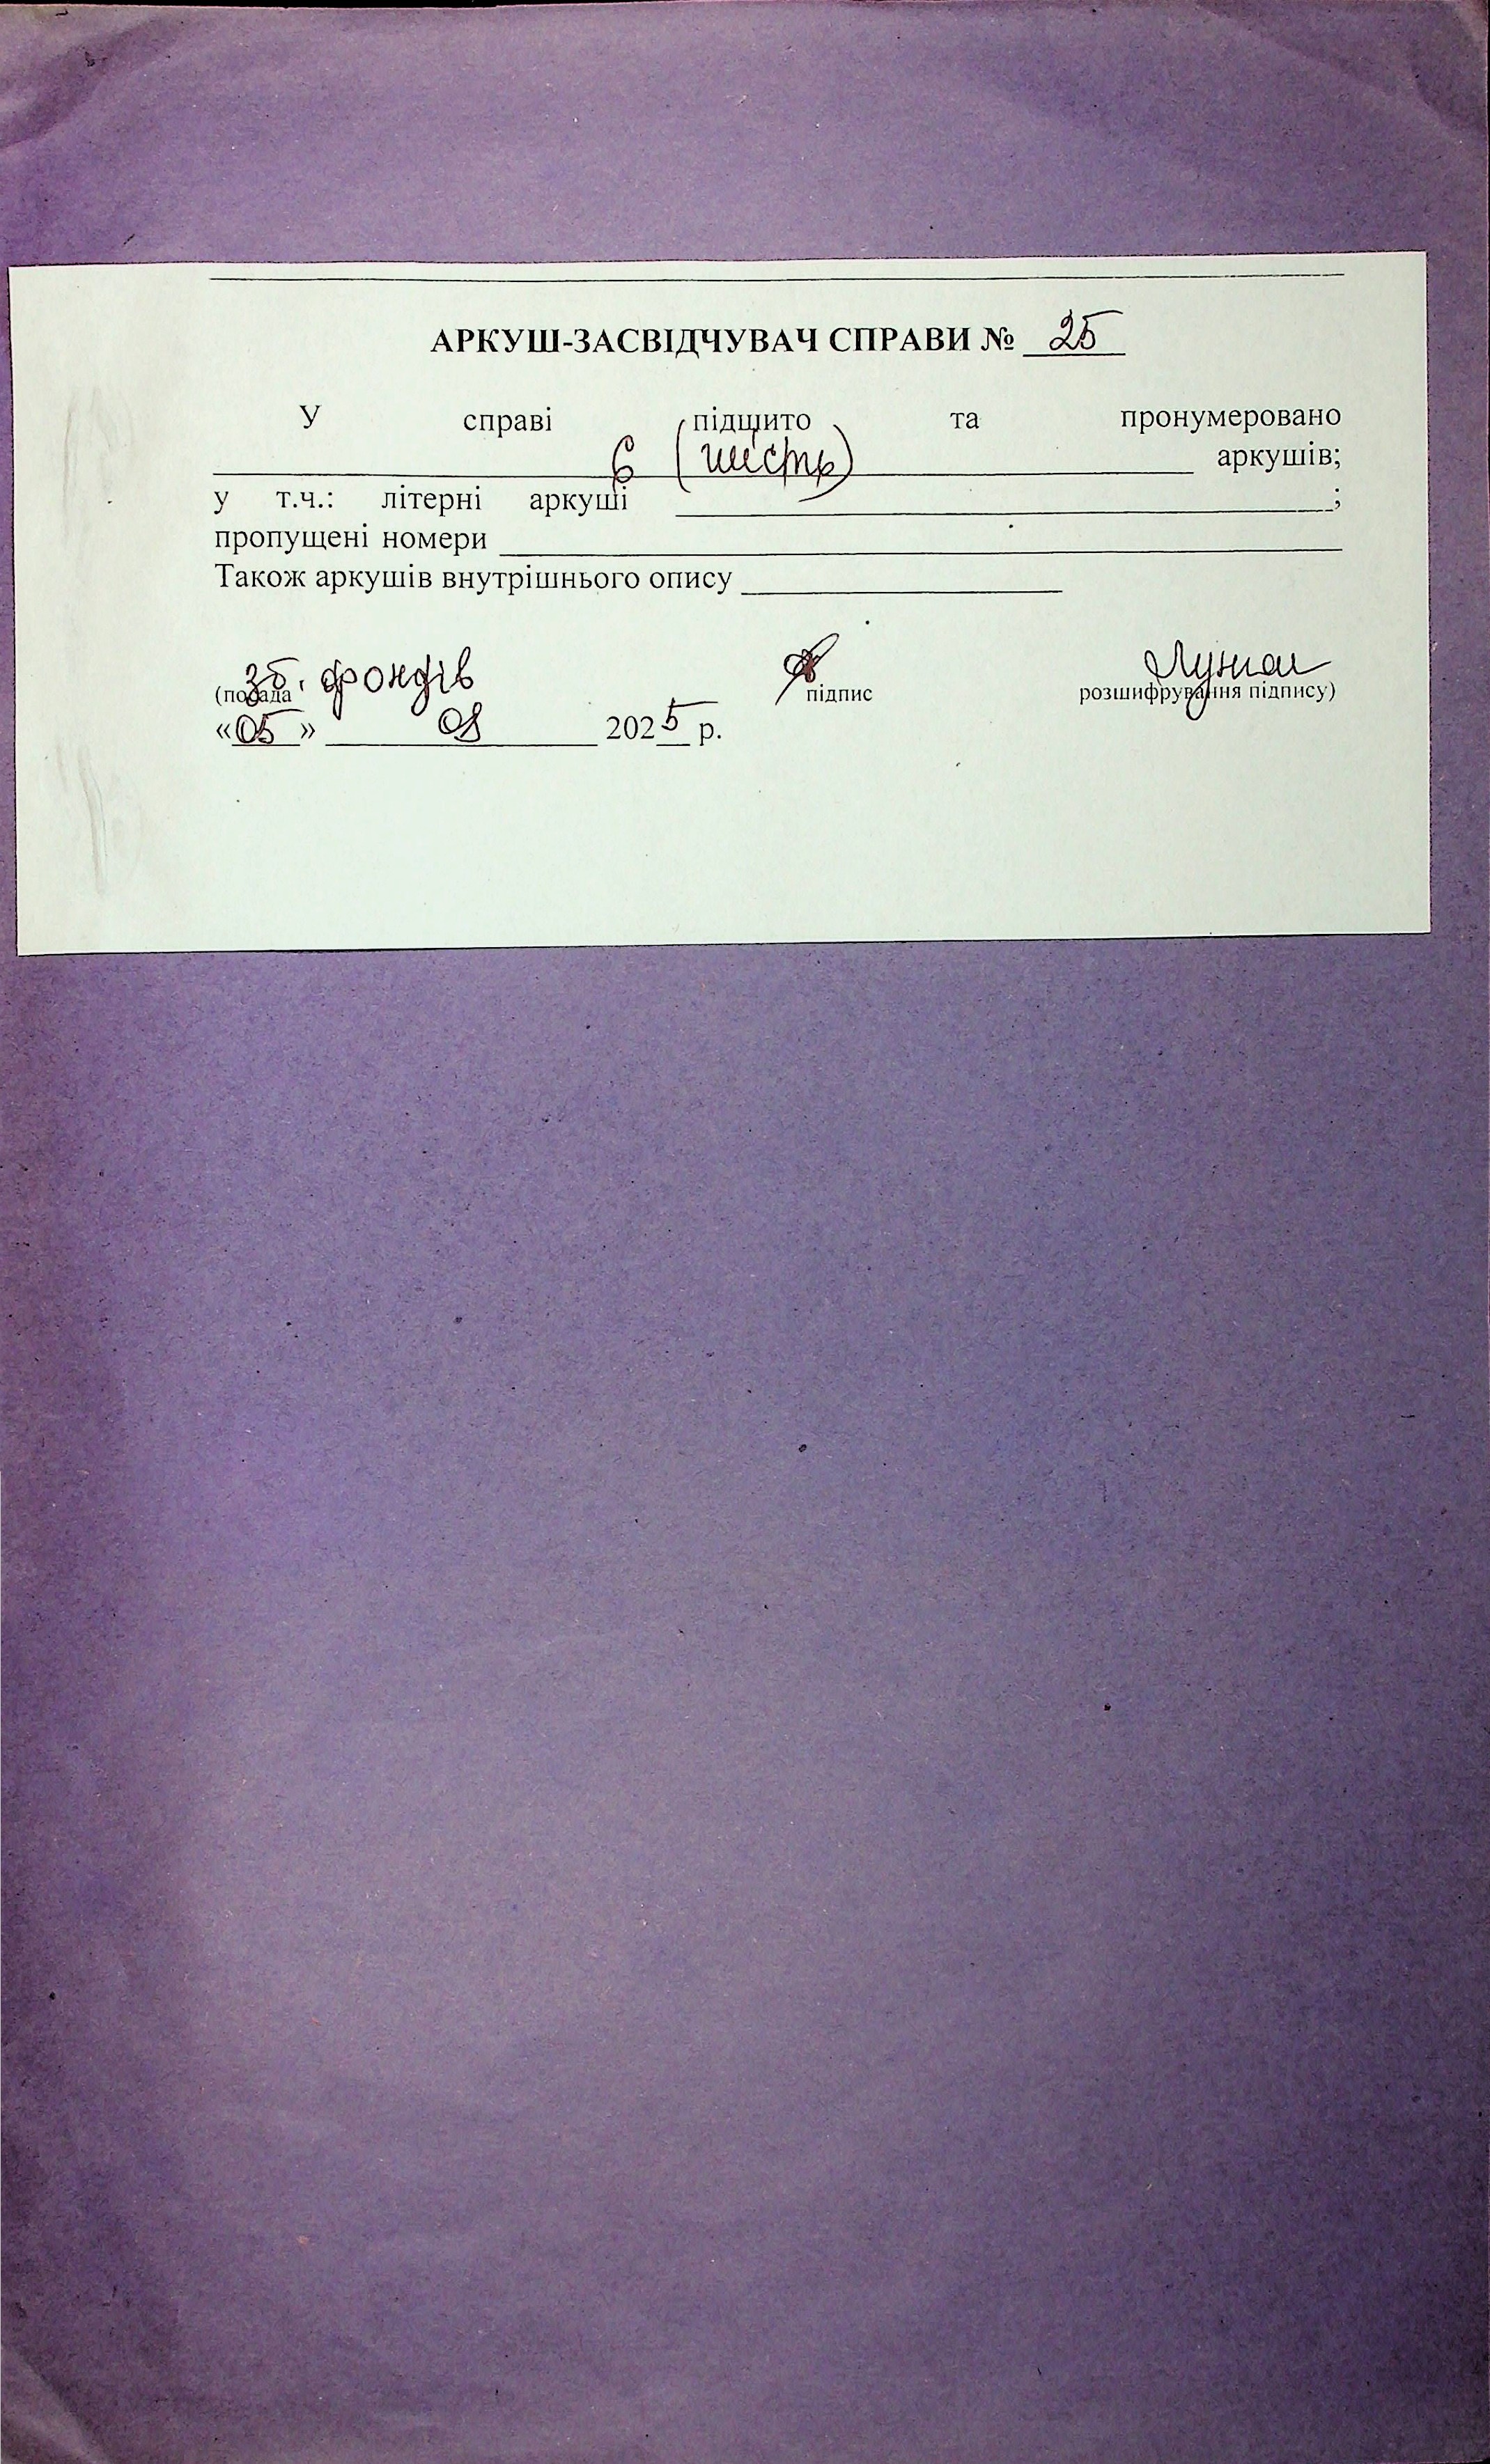 АРКУШ-ЗАСВІДЧУВАЧ СПРАВИ № 25
У справі підшито та пронумеровано
6 (шість) аркушів;
у т.ч.: літерні аркуші ;
пропущені номери
Також аркушів внутрішнього опису
зб. фондів
(посада підпис розшифрування підпису)
«05» 08 2025 р.